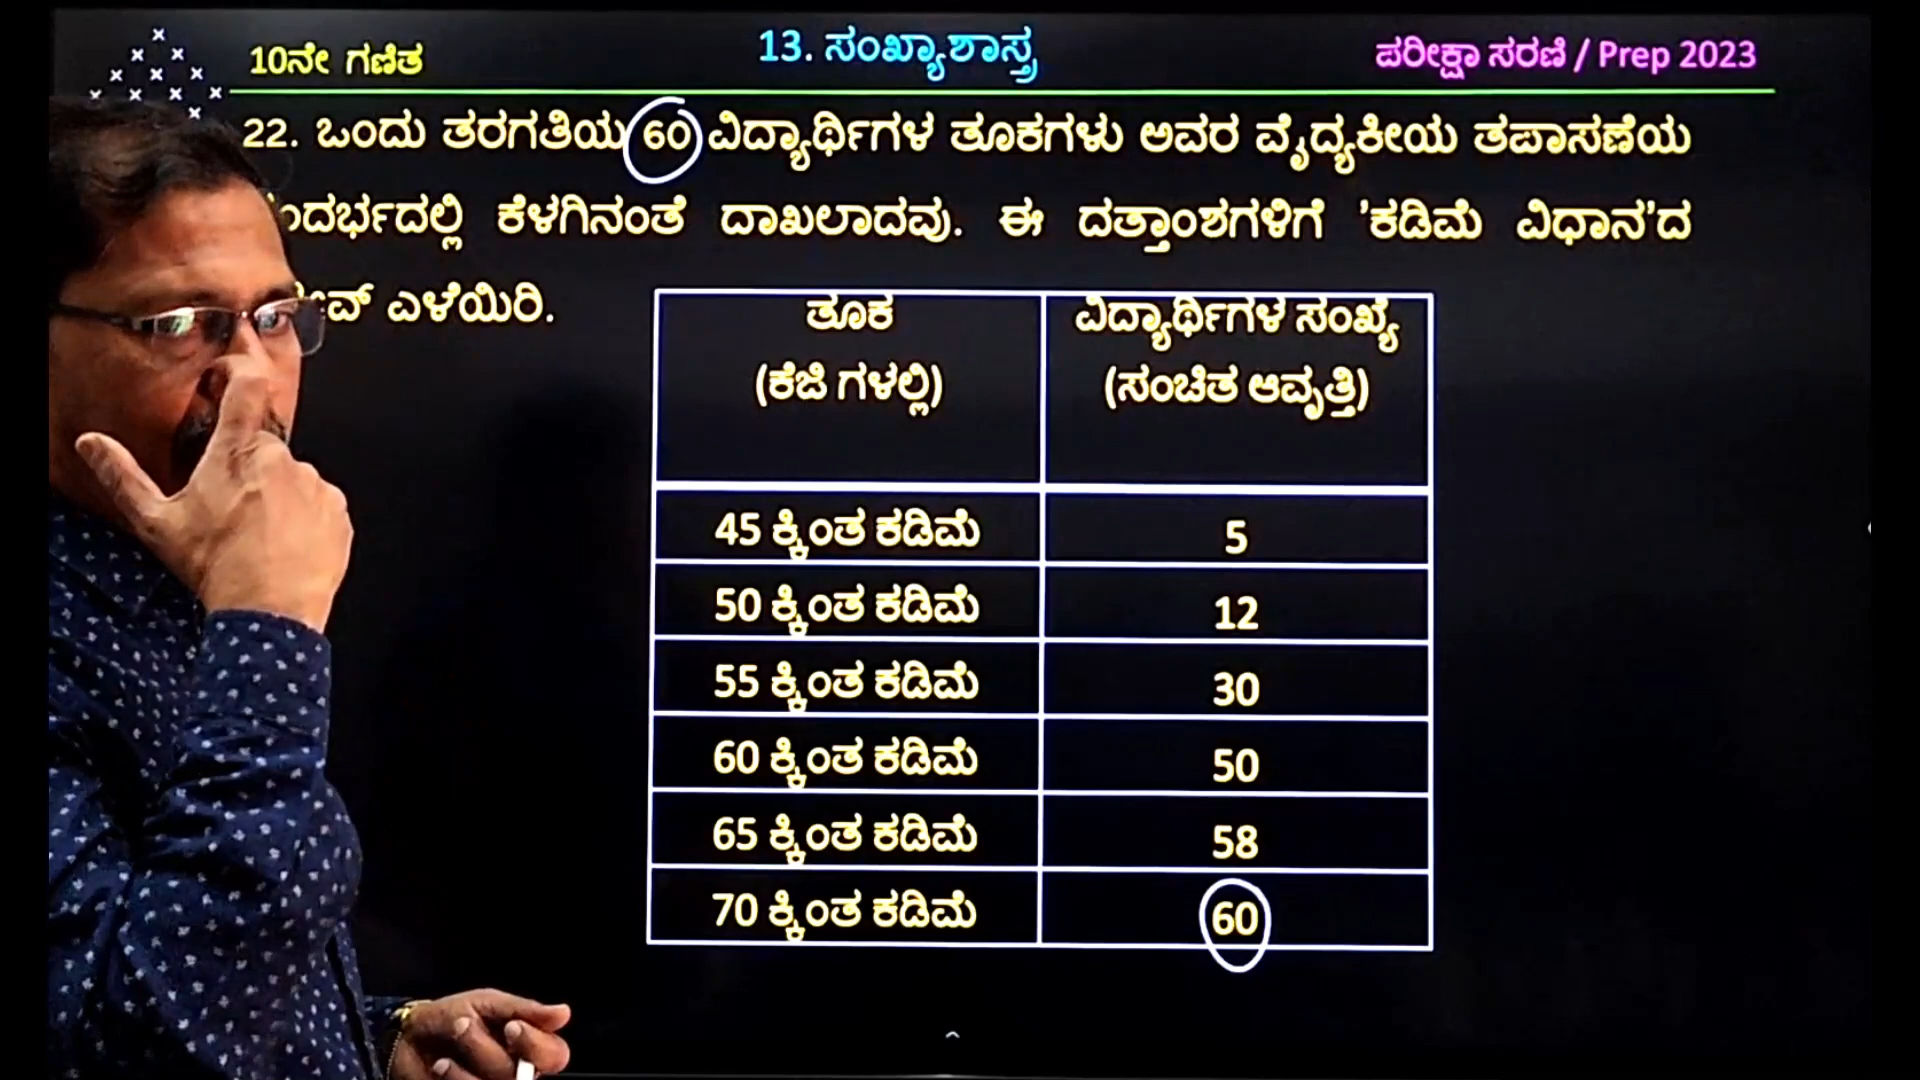 10ನೇ ಗಣಿತ
13. ಸಂಖ್ಯಾಶಾಸ್ತ್ರ
ಪರೀಕ್ಷಾ ಸರಣಿ / Prep 2023
22. ಒಂದು ತರಗತಿಯ 60 ವಿದ್ಯಾರ್ಥಿಗಳ ತೂಕಗಳು ಅವರ ವೈದ್ಯಕೀಯ ತಪಾಸಣೆಯ
ಕೆಳಗಿನಂತೆ ದಾಖಲಾದವು. ಈ ದತ್ತಾಂಶಗಳಿಗೆ 'ಕಡಿಮೆ ವಿಧಾನ'ದ
ಎಳೆಯಿರಿ.
ತೂಕ
(ಕೆಜಿ ಗಳಲ್ಲಿ)
ವಿದ್ಯಾರ್ಥಿಗಳ ಸಂಖ್ಯೆ
(ಸಂಚಿತ ಆವೃತ್ತಿ)
45 ಕ್ಕಿಂತ ಕಡಿಮೆ 5
50 ಕ್ಕಿಂತ ಕಡಿಮೆ 12
55 ಕ್ಕಿಂತ ಕಡಿಮೆ 30
60 ಕ್ಕಿಂತ ಕಡಿಮೆ 50
65 ಕ್ಕಿಂತ ಕಡಿಮೆ 58
70 ಕ್ಕಿಂತ ಕಡಿಮೆ 60